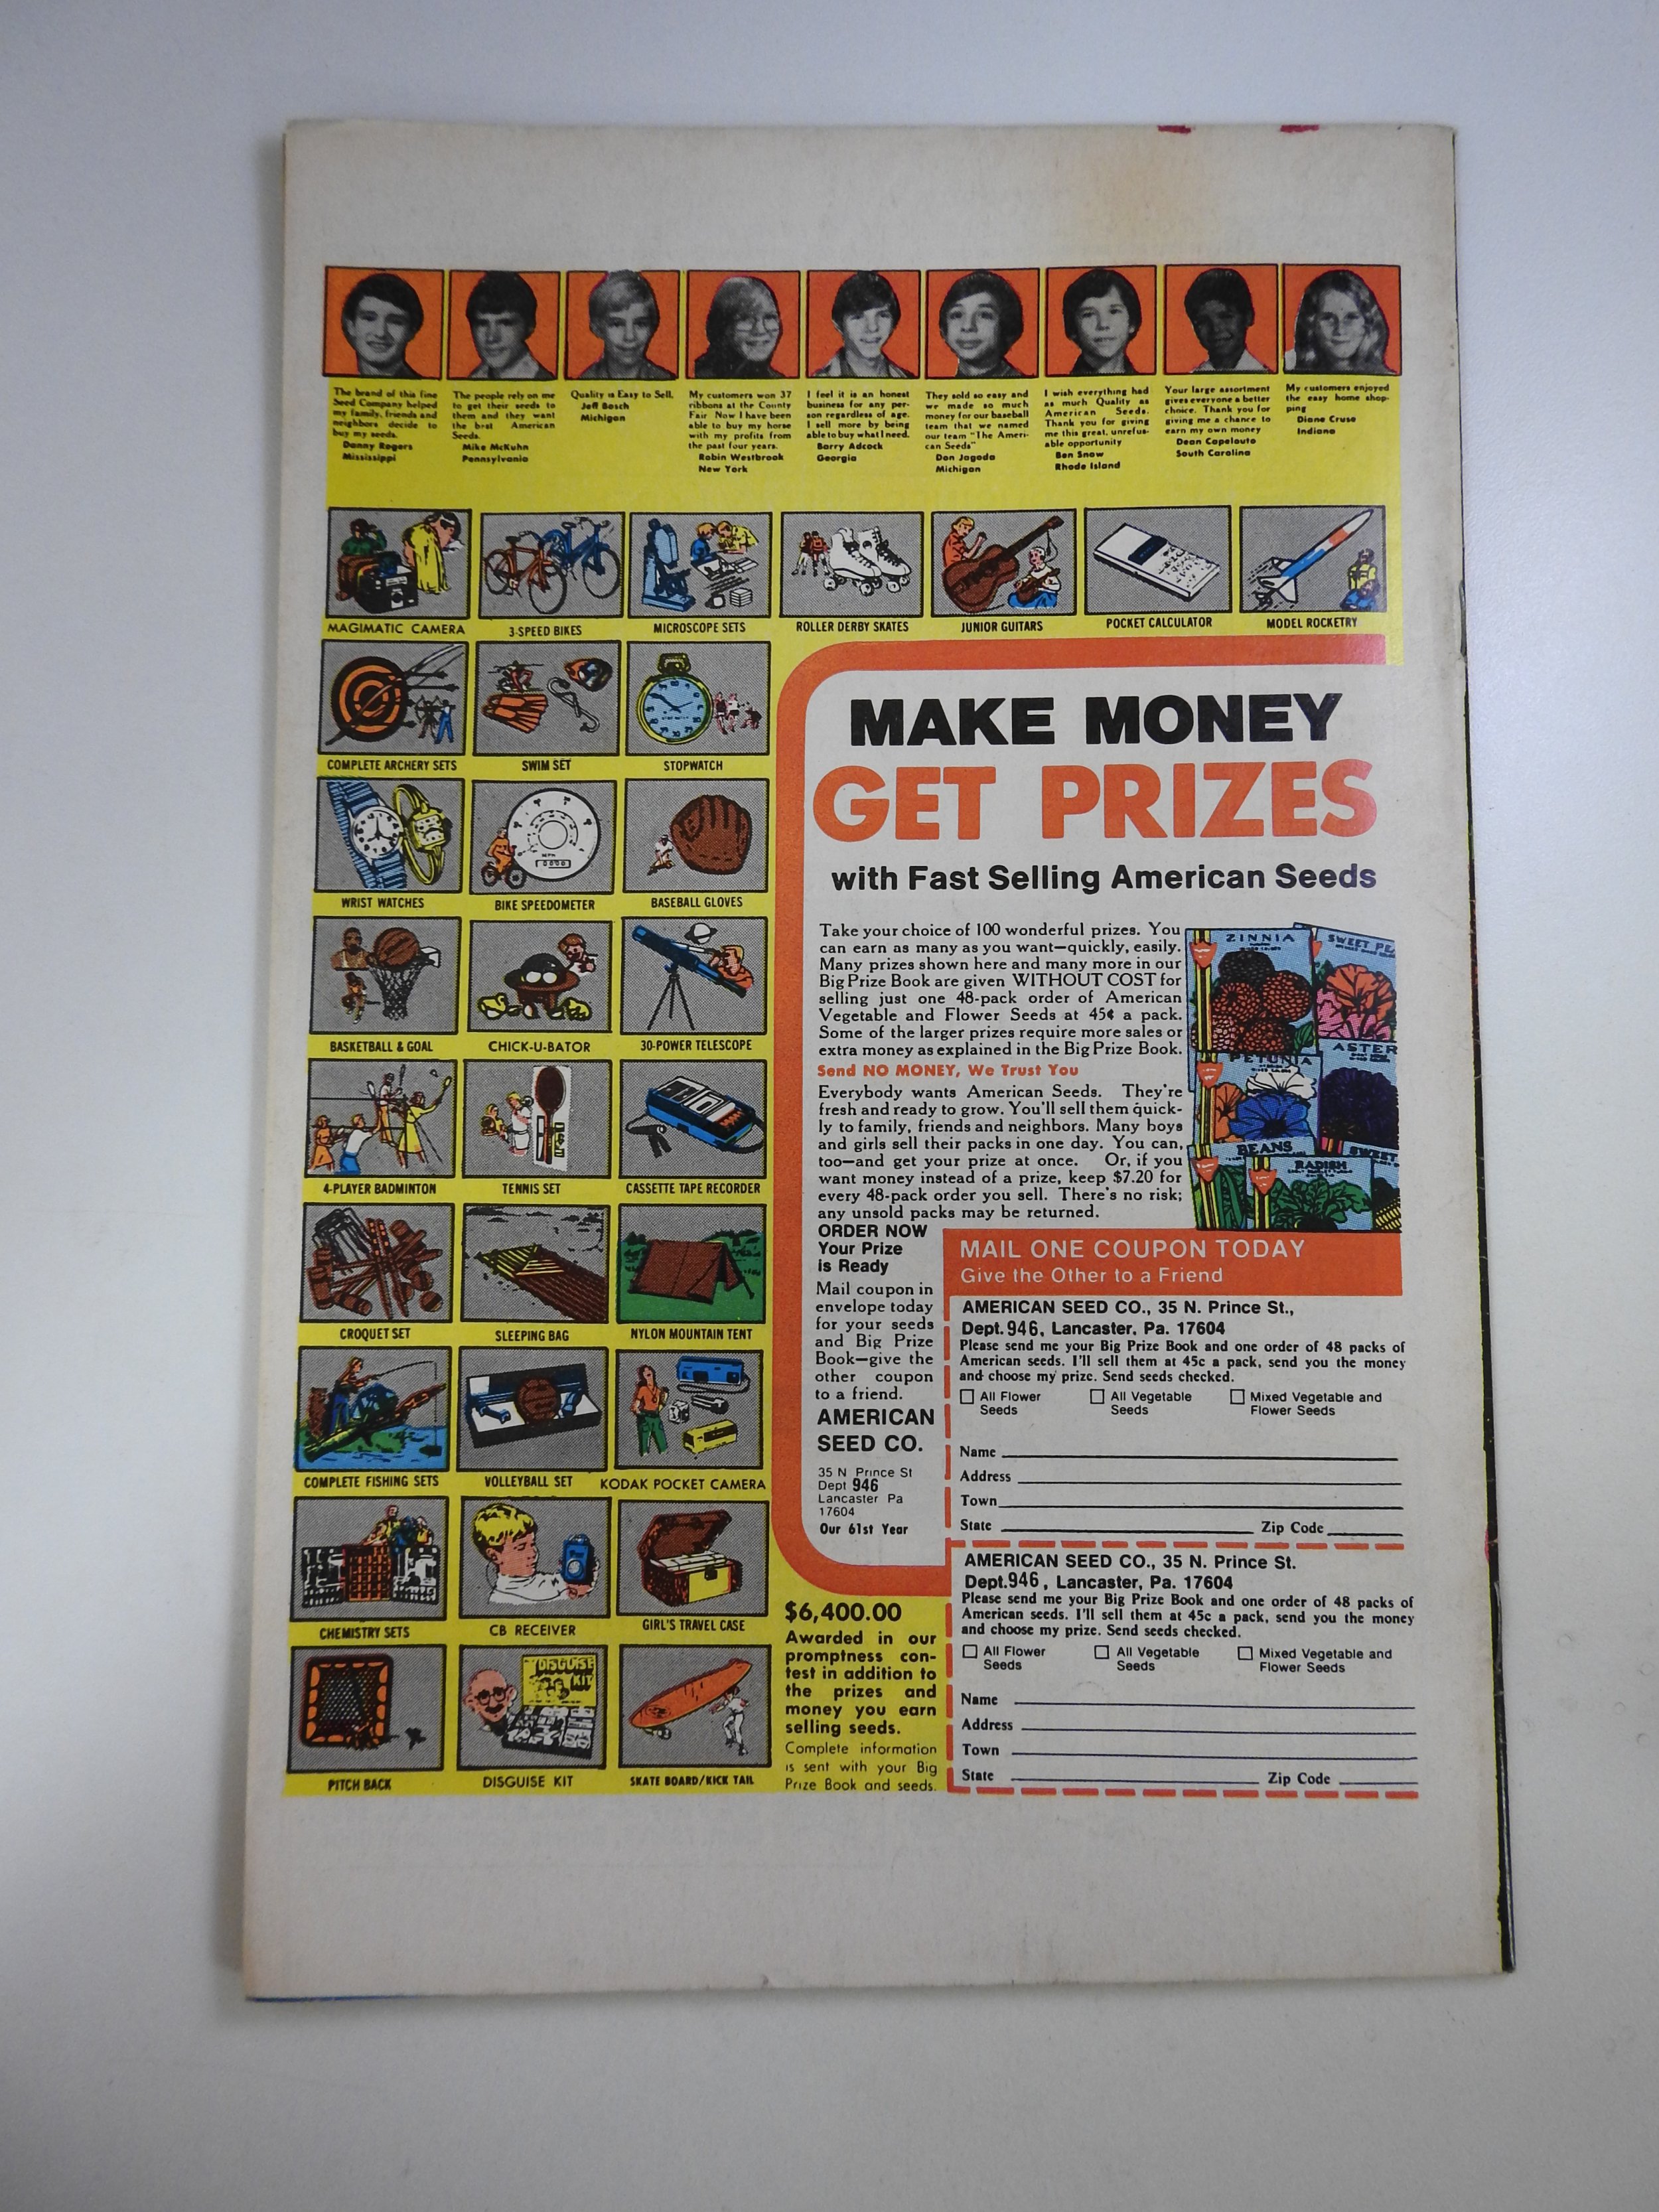 The brand of this fine
Seed Company helped
my family, friends and
neighbors decide to
buy my seeds.
Danny Rogers
Mississippi
The people rely on me
to get their seeds to
them and they want
the best American
Seeds.
Mike McKuhn
Pennsylvania
Quality is Easy to Sell.
Jeff Bosch
Michigan
My customers won 37
ribbons at the County
Fair Now I have been
able to buy my horse
with my profits from
the past four years.
Robin Westbrook
New York
I feel it is an honest
business for any per-
son regardless of age.
I sell more by being
able to buy what I need.
Barry Adcock
Georgia
They sold so easy and
we made so much
money for our baseball
team that we named
our team "The Ameri-
can Seeds"
Don Jagoda
Michigan
I wish everything had
as much Quality as
American Seeds.
Thank you for giving
me this great, unrefus-
able opportunity
Ben Snow
Rhode Island
Your large assortment
gives everyone a better
choice. Thank you for
giving me a chance to
earn my own money
Dean Capelouto
South Carolina
My customers enjoyed
the easy home shop-
ping
Diane Cruse
Indiana
MAGIMATIC CAMERA
3-SPEED BIKES
MICROSCOPE SETS
ROLLER DERBY SKATES
JUNIOR GUITARS
POCKET CALCULATOR
MODEL ROCKETRY
COMPLETE ARCHERY SETS
SWIM SET
STOPWATCH
WRIST WATCHES
BIKE SPEEDOMETER
BASEBALL GLOVES
BASKETBALL & GOAL
CHICK-U-BATOR
30-POWER TELESCOPE
4-PLAYER BADMINTON
TENNIS SET
CASSETTE TAPE RECORDER
CROQUET SET
SLEEPING BAG
NYLON MOUNTAIN TENT
COMPLETE FISHING SETS
VOLLEYBALL SET
KODAK POCKET CAMERA
CHEMISTRY SETS
CB RECEIVER
GIRL'S TRAVEL CASE
DISGUISE
KIT
PITCH BACK
DISGUISE KIT
SKATE BOARD/KICK TAIL
MAKE MONEY
GET PRIZES
with Fast Selling American Seeds
Take your choice of 100 wonderful prizes. You
can earn as many as you want—quickly, easily.
Many prizes shown here and many more in our
Big Prize Book are given WITHOUT COST for
selling just one 48-pack order of American
Vegetable and Flower Seeds at 45¢ a pack.
Some of the larger prizes require more sales or
extra money as explained in the Big Prize Book.
Send NO MONEY, We Trust You
Everybody wants American Seeds. They're
fresh and ready to grow. You'll sell them quick-
ly to family, friends and neighbors. Many boys
and girls sell their packs in one day. You can,
too—and get your prize at once. Or, if you
want money instead of a prize, keep $7.20 for
every 48-pack order you sell. There's no risk;
any unsold packs may be returned.
ZINNIA
SWEET PEA
PETUNIA
ASTER
BEANS
RADISH
SWEET
ORDER NOW
Your Prize
is Ready
Mail coupon in
envelope today
for your seeds
and Big Prize
Book—give the
other coupon
to a friend.
AMERICAN
SEED CO.
35 N Prince St
Dept 946
Lancaster Pa
17604
Our 61st Year
$6,400.00
Awarded in our
promptness con-
test in addition to
the prizes and
money you earn
selling seeds.
Complete information
is sent with your Big
Prize Book and seeds.
MAIL ONE COUPON TODAY
Give the Other to a Friend
AMERICAN SEED CO., 35 N. Prince St.,
Dept. 946, Lancaster, Pa. 17604
Please send me your Big Prize Book and one order of 48 packs of
American seeds. I'll sell them at 45c a pack, send you the money
and choose my prize. Send seeds checked.
All Flower Seeds
All Vegetable Seeds
Mixed Vegetable and Flower Seeds
Name
Address
Town
State Zip Code
AMERICAN SEED CO., 35 N. Prince St.
Dept. 946, Lancaster, Pa. 17604
Please send me your Big Prize Book and one order of 48 packs of
American seeds. I'll sell them at 45c a pack, send you the money
and choose my prize. Send seeds checked.
All Flower Seeds
All Vegetable Seeds
Mixed Vegetable and Flower Seeds
Name
Address
Town
State Zip Code